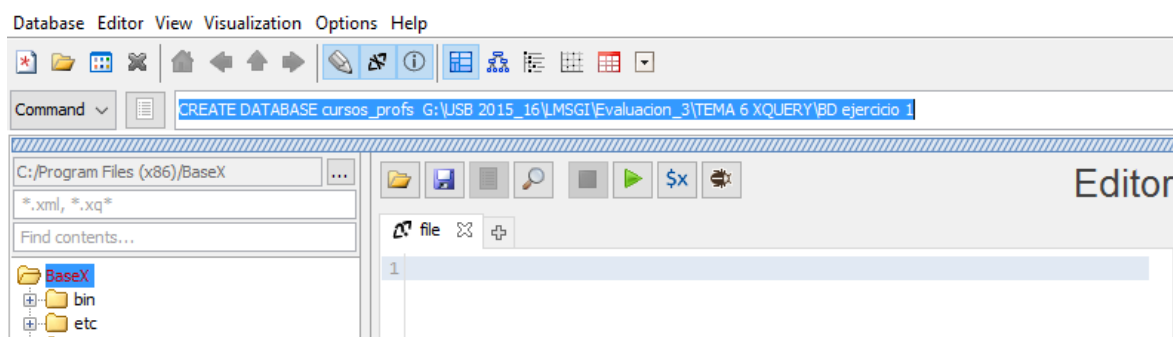 Database Editor View Visualization Options Help
Command
CREATE DATABASE cursos_profs G:\USB 2015_16\LMSGI\Evaluacion_3\TEMA 6 XQUERY\BD ejercicio 1
C:/Program Files (x86)/BaseX ...
*.xml, *.xq*
Find contents...
BaseX
bin
etc
$x
Editor
file
1